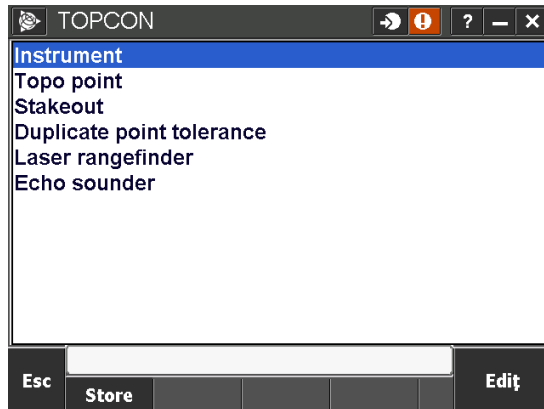 TOPCON ? — ×
Instrument
Topo point
Stakeout
Duplicate point tolerance
Laser rangefinder
Echo sounder
Esc
Store
Edit